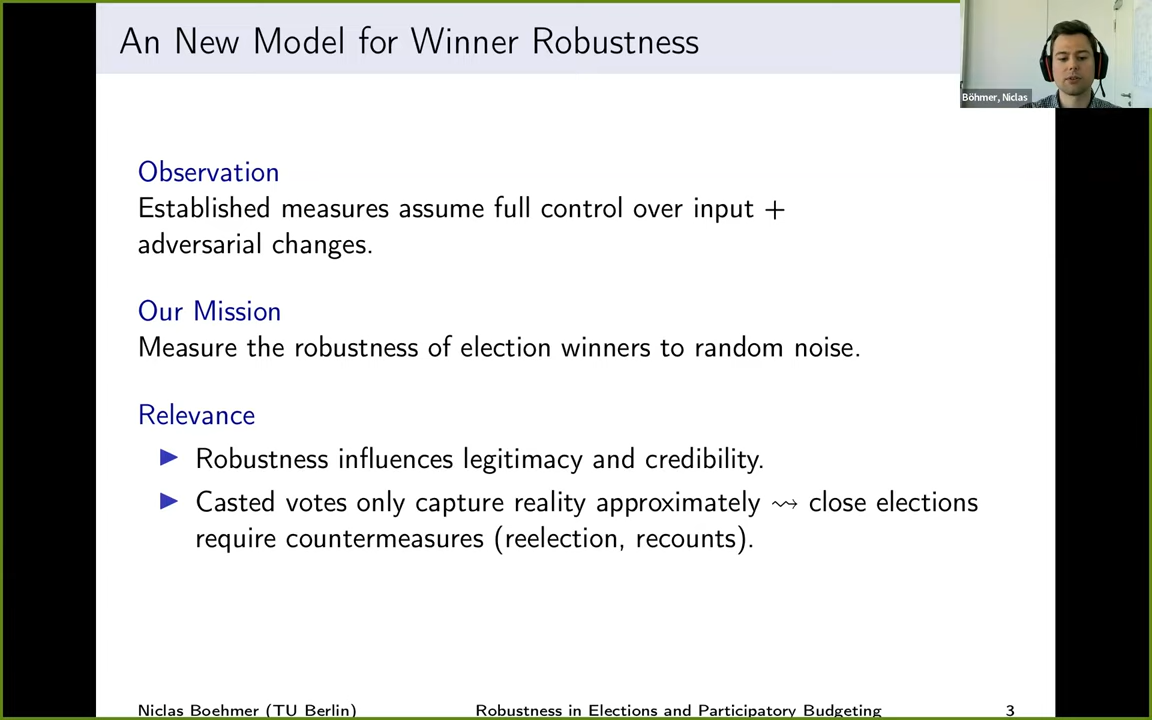 An New Model for Winner Robustness
Böhmer, Niclas
Observation
Established measures assume full control over input +
adversarial changes.
Our Mission
Measure the robustness of election winners to random noise.
Relevance
▶ Robustness influences legitimacy and credibility.
▶ Casted votes only capture reality approximately ⇝ close elections
require countermeasures (reelection, recounts).
Niclas Boehmer (TU Berlin) Robustness in Elections and Participatory Budgeting 3